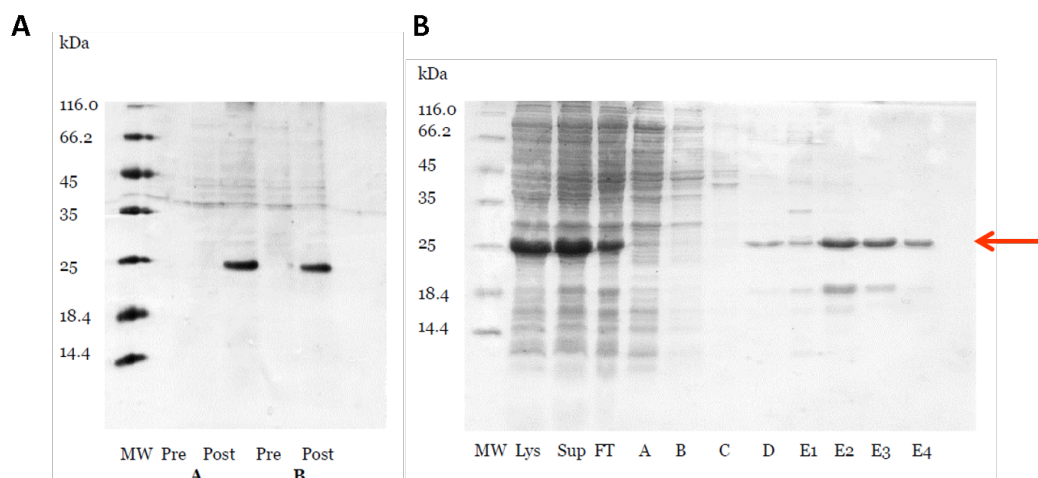 A
kDa
116.0
66.2
45
35
25
18.4
14.4
MW Pre Post Pre Post
A B
B
kDa
116.0
66.2
45
35
25
18.4
14.4
MW Lys Sup FT A B C D E1 E2 E3 E4